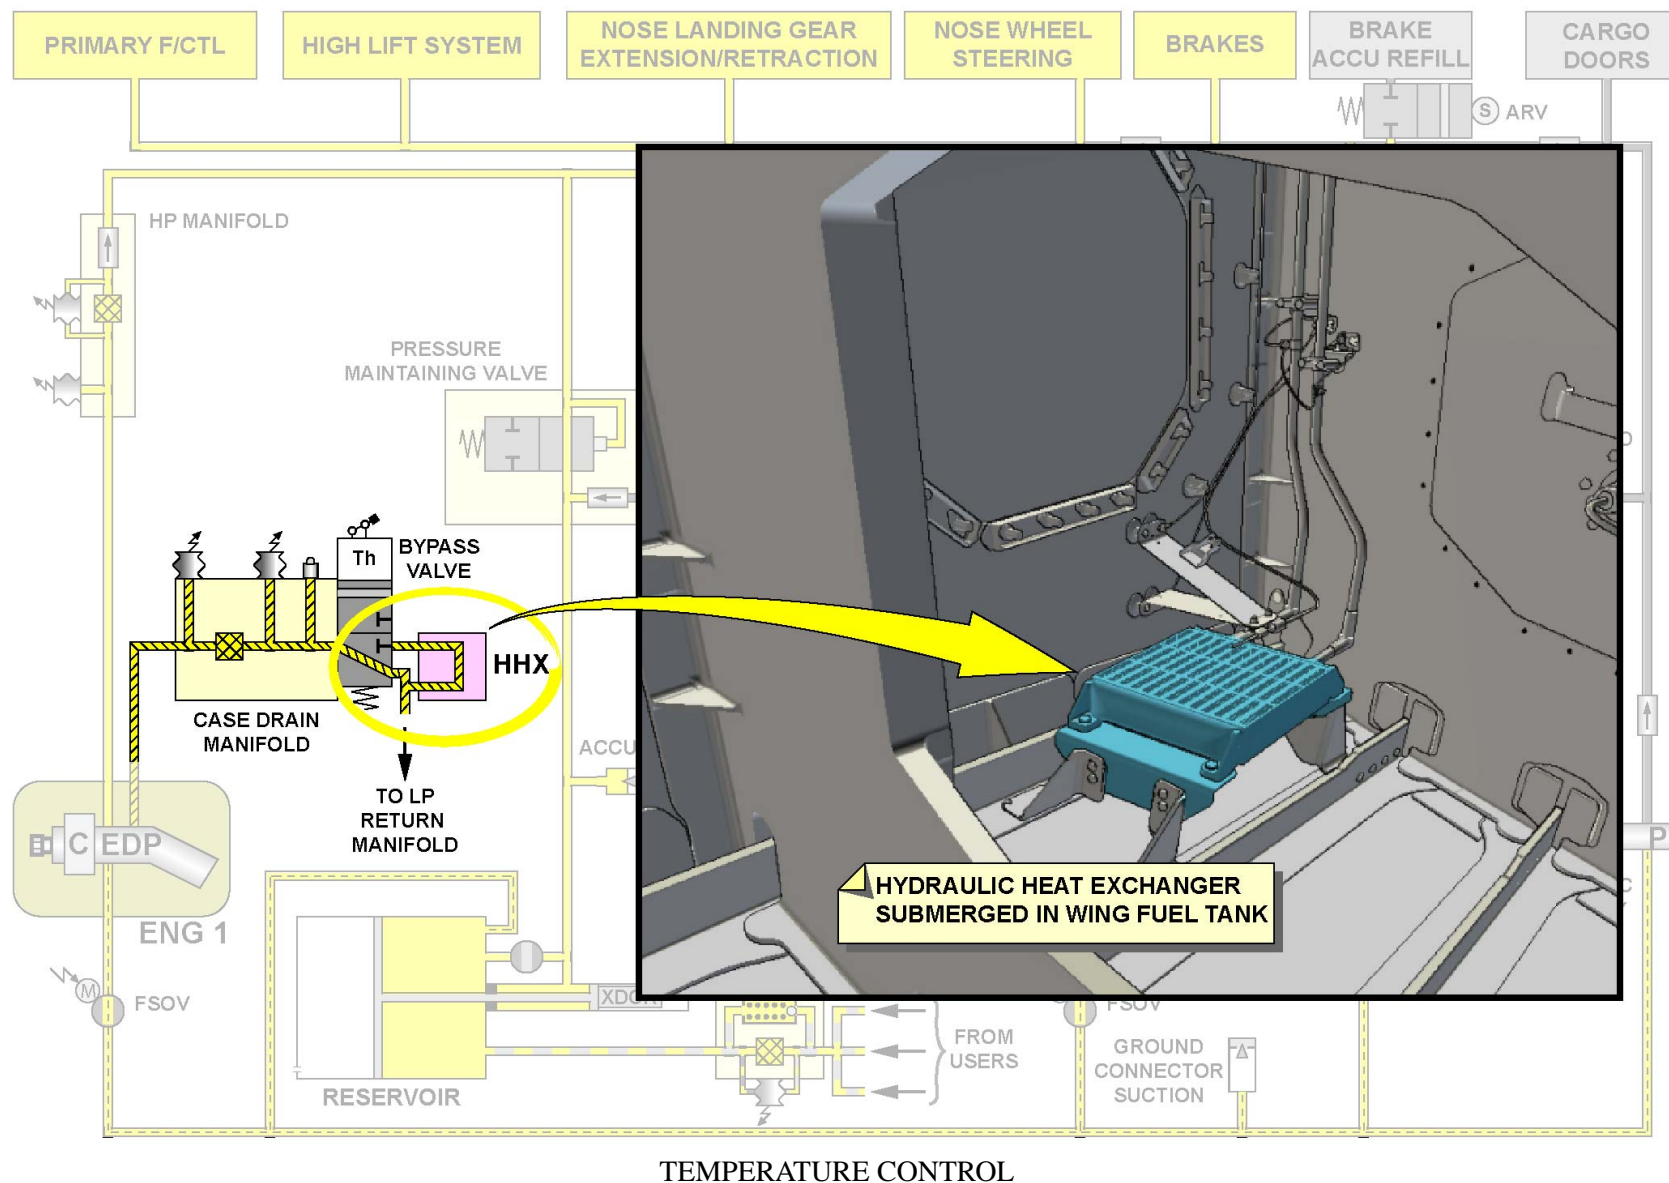 PRIMARY F/CTL
HIGH LIFT SYSTEM
NOSE LANDING GEAR
EXTENSION/RETRACTION
NOSE WHEEL
STEERING
BRAKES
BRAKE
ACCU REFILL
CARGO
DOORS
S
ARV
HP MANIFOLD
PRESSURE
MAINTAINING VALVE
Th
BYPASS
VALVE
HHX
CASE DRAIN
MANIFOLD
ACCU
TO LP
RETURN
MANIFOLD
C EDP
ENG 1
P
HYDRAULIC HEAT EXCHANGER
SUBMERGED IN WING FUEL TANK
M
FSOV
FSOV
FROM
USERS
GROUND
CONNECTOR
SUCTION
RESERVOIR
TEMPERATURE CONTROL